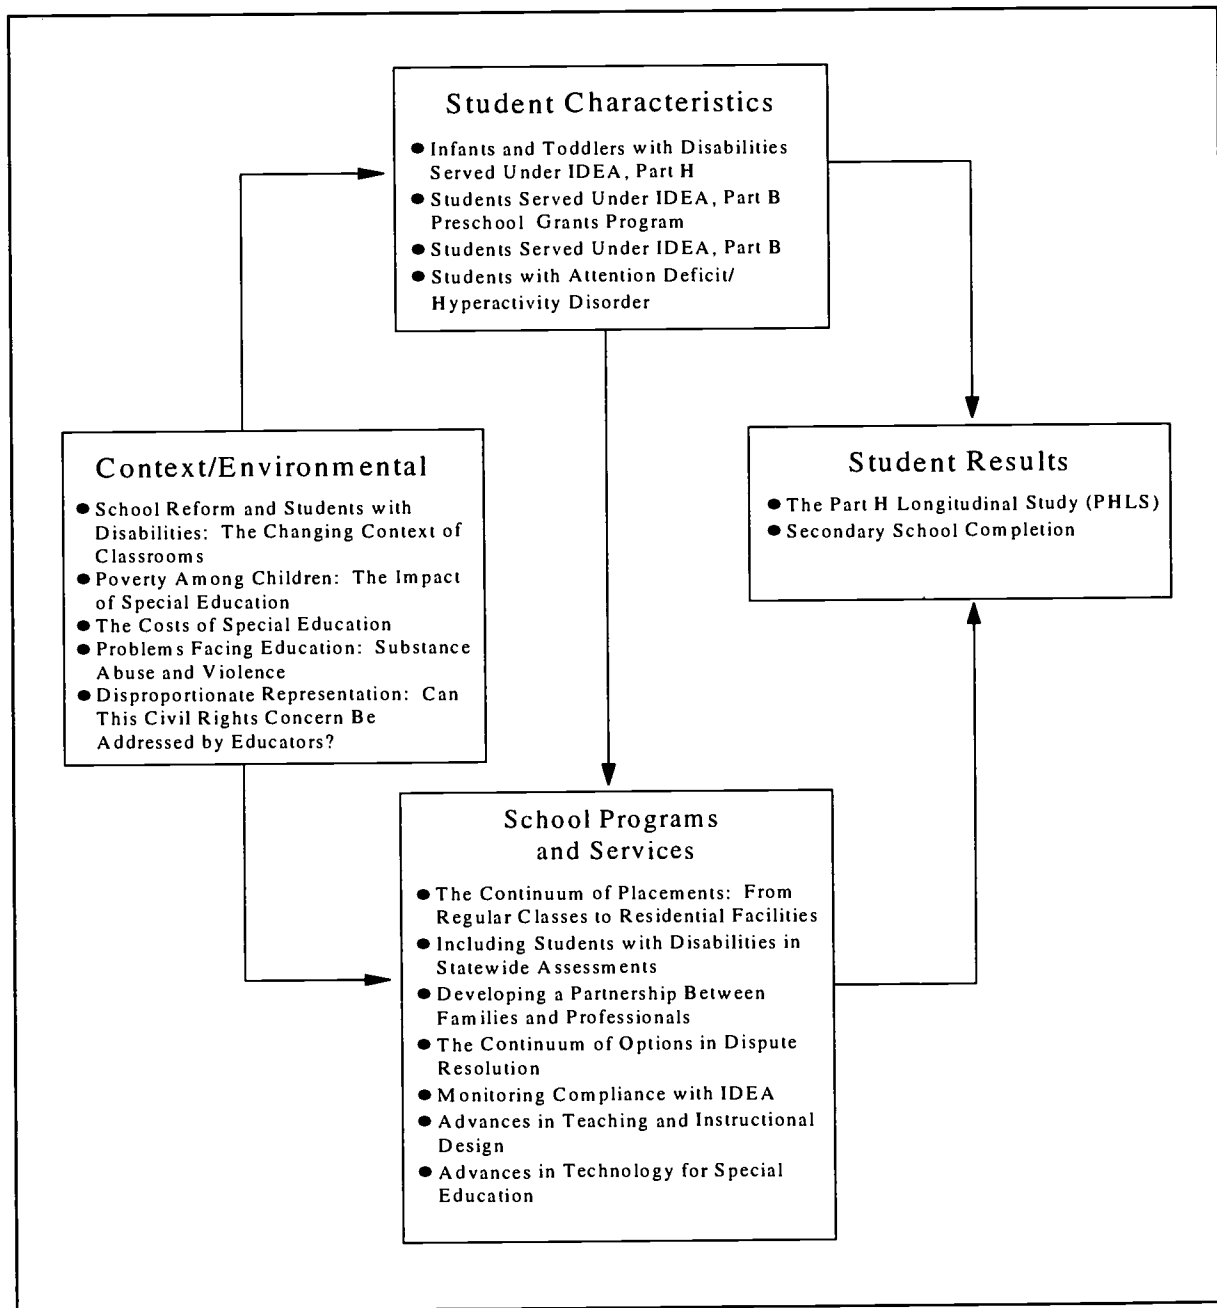 Student Characteristics
● Infants and Toddlers with Disabilities
Served Under IDEA, Part H
● Students Served Under IDEA, Part B
Preschool Grants Program
● Students Served Under IDEA, Part B
● Students with Attention Deficit/
Hyperactivity Disorder
Context/Environmental
● School Reform and Students with
Disabilities: The Changing Context of
Classrooms
● Poverty Among Children: The Impact
of Special Education
● The Costs of Special Education
● Problems Facing Education: Substance
Abuse and Violence
● Disproportionate Representation: Can
This Civil Rights Concern Be
Addressed by Educators?
Student Results
● The Part H Longitudinal Study (PHLS)
● Secondary School Completion
School Programs
and Services
● The Continuum of Placements: From
Regular Classes to Residential Facilities
● Including Students with Disabilities in
Statewide Assessments
● Developing a Partnership Between
Families and Professionals
● The Continuum of Options in Dispute
Resolution
● Monitoring Compliance with IDEA
● Advances in Teaching and Instructional
Design
● Advances in Technology for Special
Education